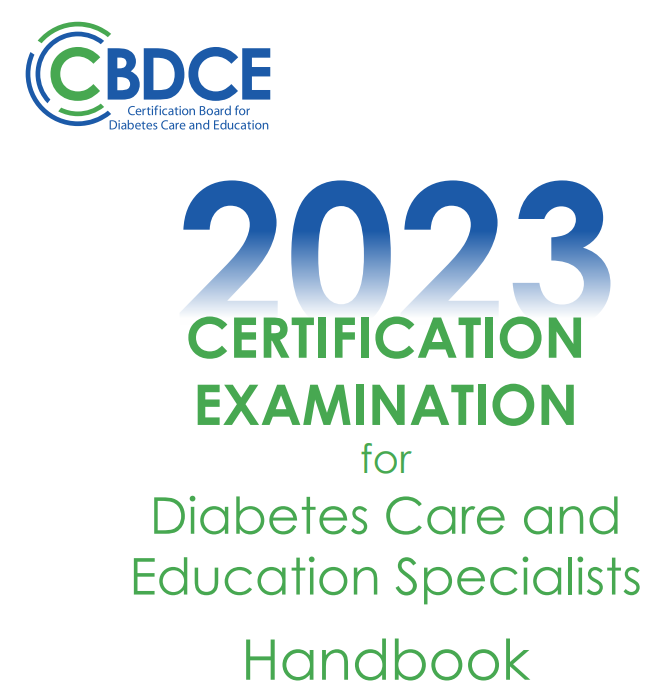 CBDCE
Certification Board for
Diabetes Care and Education
2023
CERTIFICATION
EXAMINATION
for
Diabetes Care and
Education Specialists
Handbook